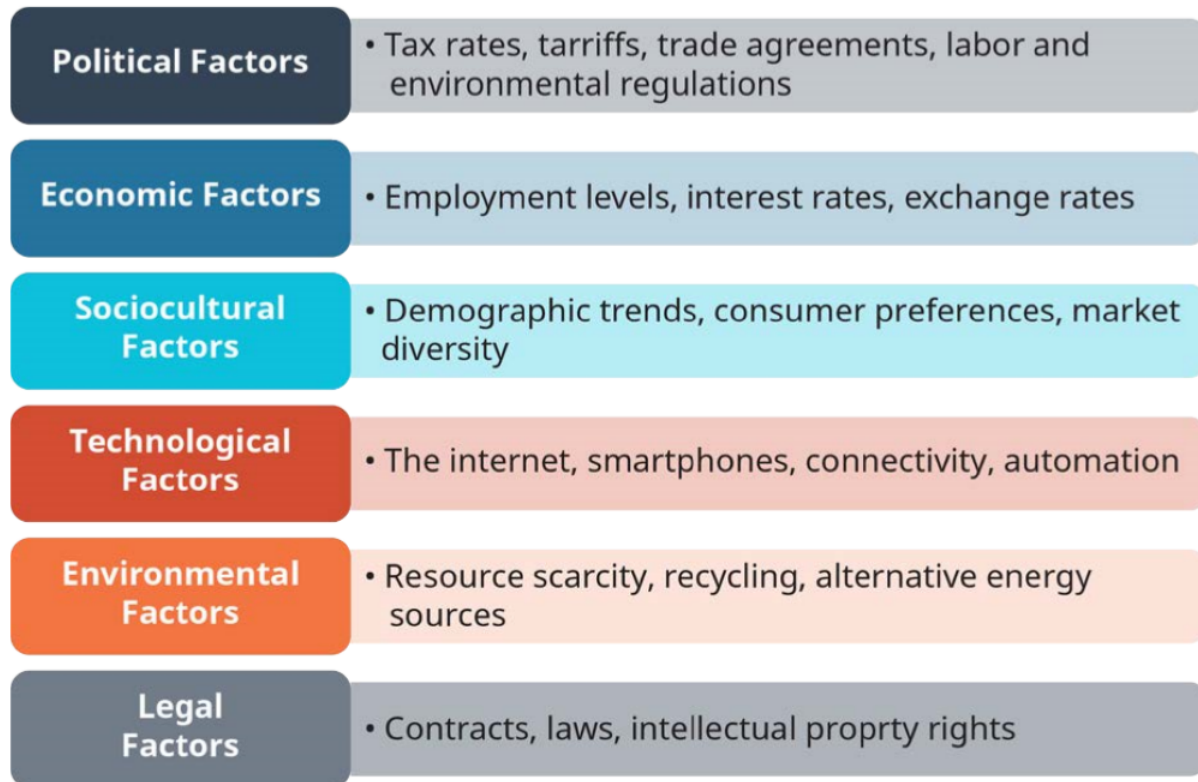 Political Factors
• Tax rates, tarriffs, trade agreements, labor and
environmental regulations
Economic Factors
• Employment levels, interest rates, exchange rates
Sociocultural
Factors
• Demographic trends, consumer preferences, market
diversity
Technological
Factors
• The internet, smartphones, connectivity, automation
Environmental
Factors
• Resource scarcity, recycling, alternative energy
sources
Legal
Factors
• Contracts, laws, intellectual proprty rights